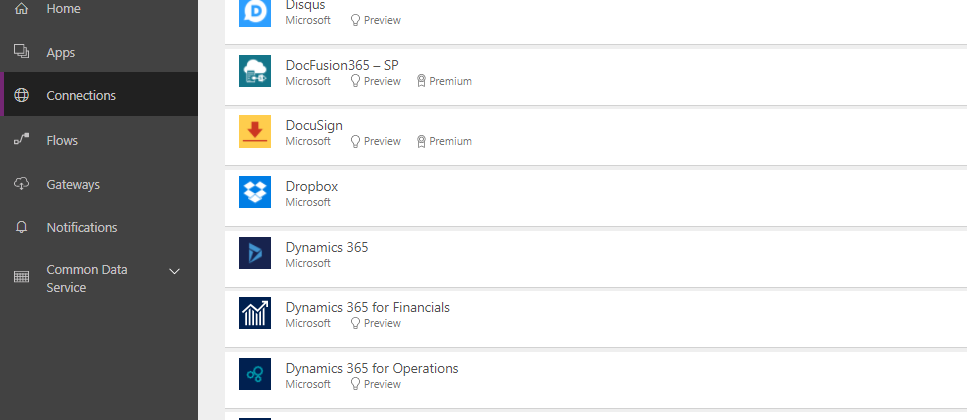 Home
Apps
Connections
Flows
Gateways
Notifications
Common Data
Service
Disqus
Microsoft Preview
DocFusion365 – SP
Microsoft Preview Premium
DocuSign
Microsoft Preview Premium
Dropbox
Microsoft
Dynamics 365
Microsoft
Dynamics 365 for Financials
Microsoft Preview
Dynamics 365 for Operations
Microsoft Preview